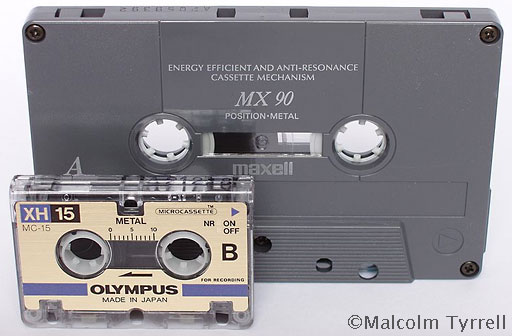 ENERGY EFFICIENT AND ANTI-RESONANCE
CASSETTE MECHANISM
MX 90
POSITION·METAL
A
maxell
XH 15
MC-15
METAL
0 5 10
MICROCASSETTE™
NR ON
OFF
B
FOR RECORDING
OLYMPUS
MADE IN JAPAN
©Malcolm Tyrrell